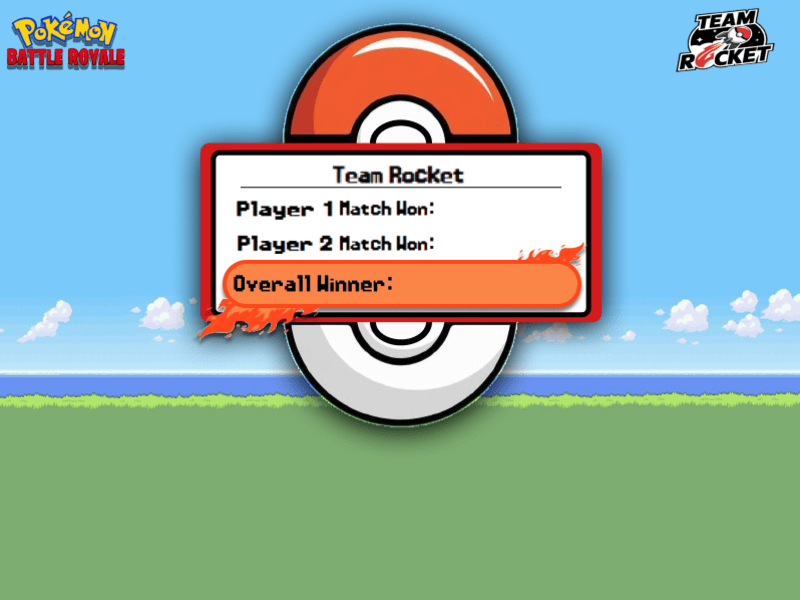 POKéMON
BATTLE ROYALE
TEAM
ROCKET
Team Rocket
Player 1 Match Won:
Player 2 Match Won:
Overall Winner: